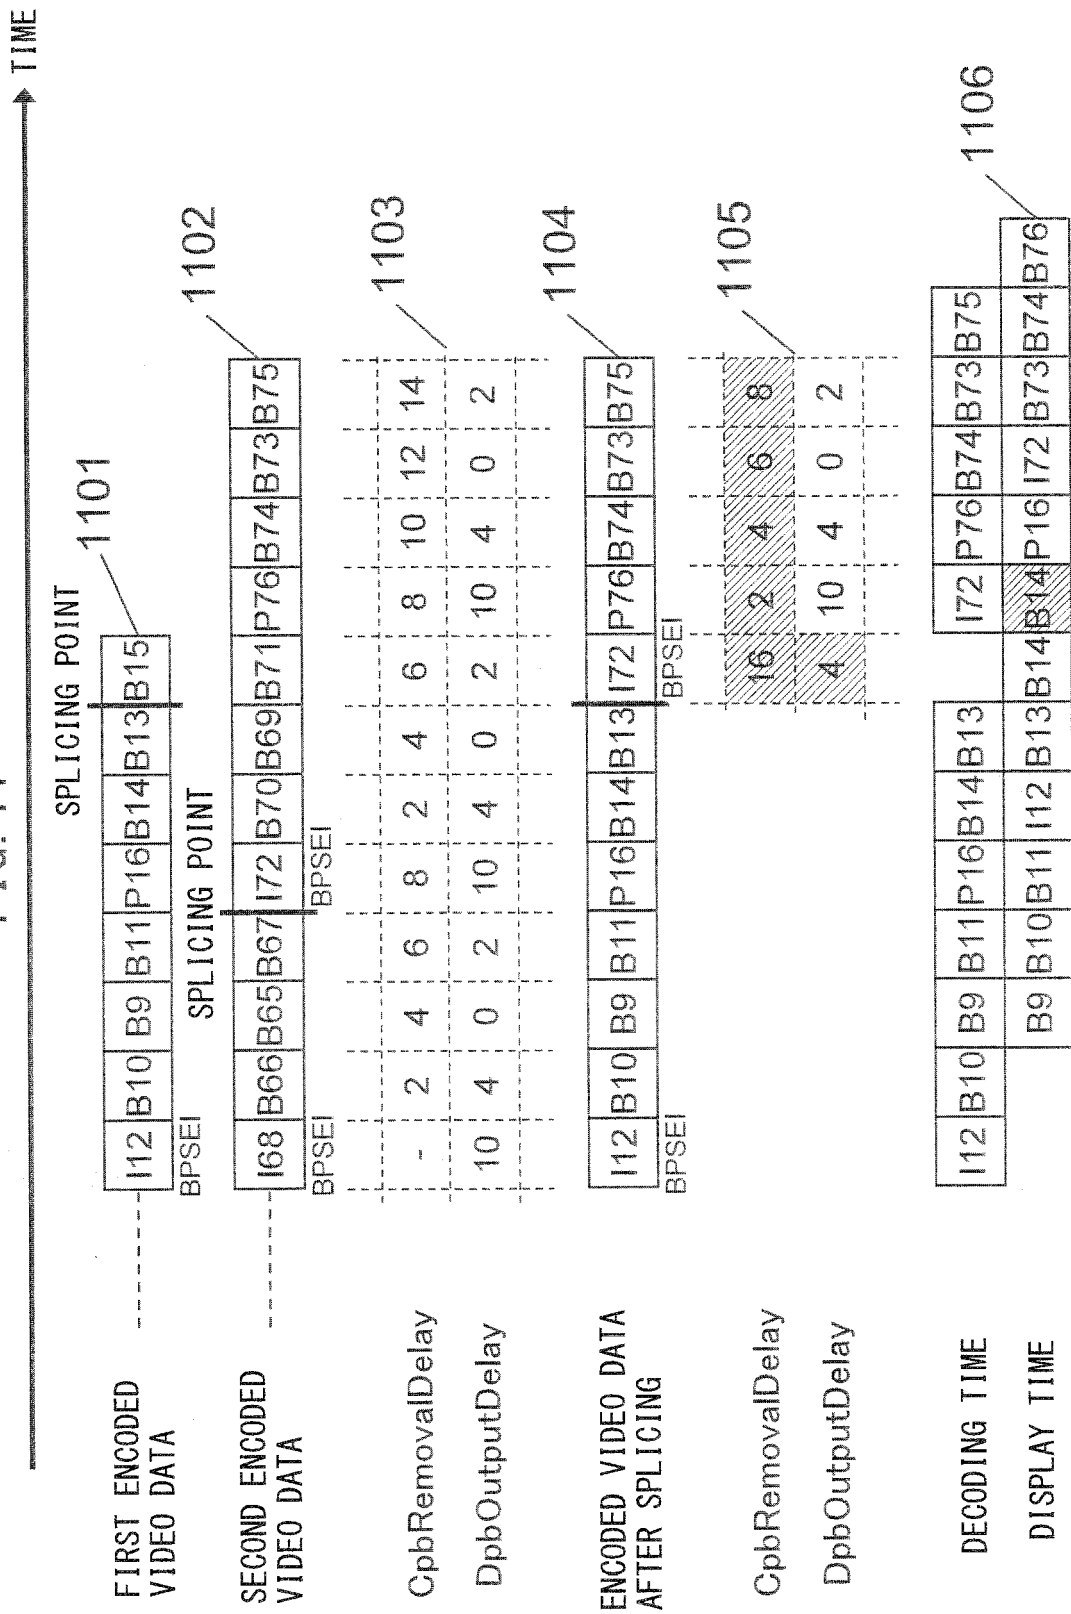 TIME
SPLICING POINT
1101
FIRST ENCODED
VIDEO DATA
I12 B10 B9 B11 P16 B14 B13 B15
BPSEI
SPLICING POINT
1102
SECOND ENCODED
VIDEO DATA
I68 B66 B65 B67 I72 B70 B69 B71 P76 B74 B73 B75
BPSEI BPSEI
1103
CpbRemovalDelay - 2 4 6 8 2 4 6 8 10 12 14
DpbOutputDelay 10 4 0 2 10 4 0 2 10 4 0 2
1104
ENCODED VIDEO DATA
AFTER SPLICING
I12 B10 B9 B11 P16 B14 B13 I72 P76 B74 B73 B75
BPSEI BPSEI
1105
CpbRemovalDelay 16 2 4 6 8
DpbOutputDelay 4 10 4 0 2
DECODING TIME I12 B10 B9 B11 P16 B14 B13 I72 P76 B74 B73 B75
1106
DISPLAY TIME B9 B10 B11 I12 B13 B14 B14 P16 I72 B73 B74 B76